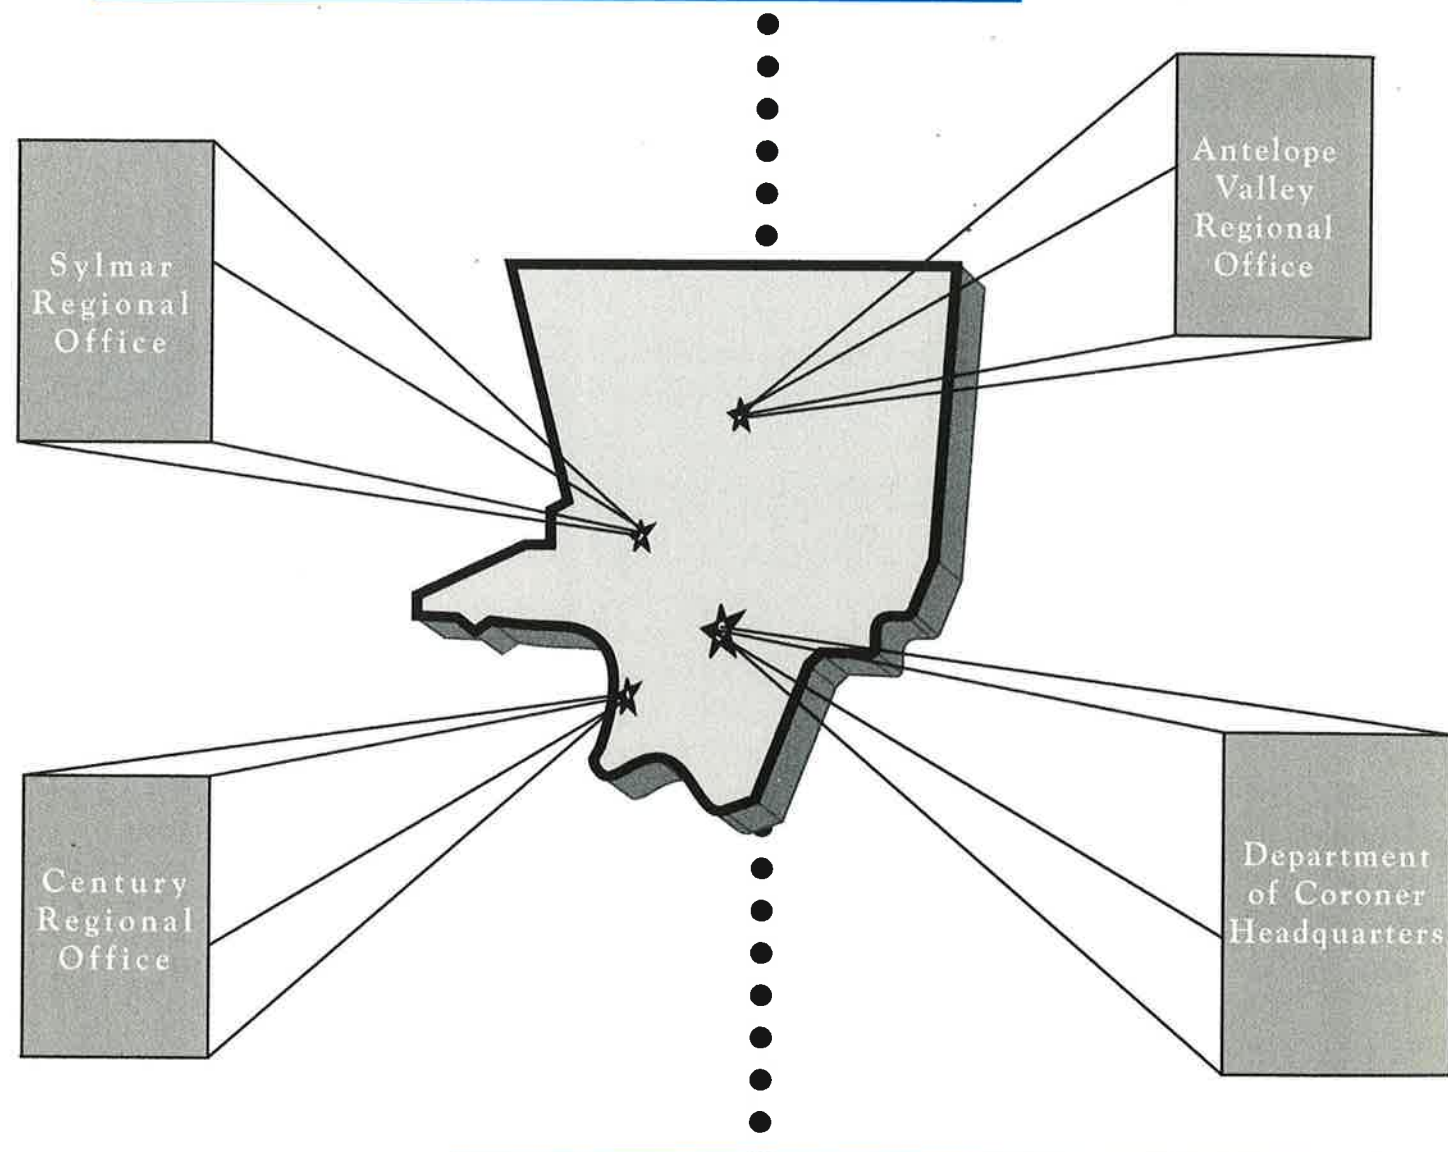 Sylmar
Regional
Office
Antelope
Valley
Regional
Office
Century
Regional
Office
Department
of Coroner
Headquarters